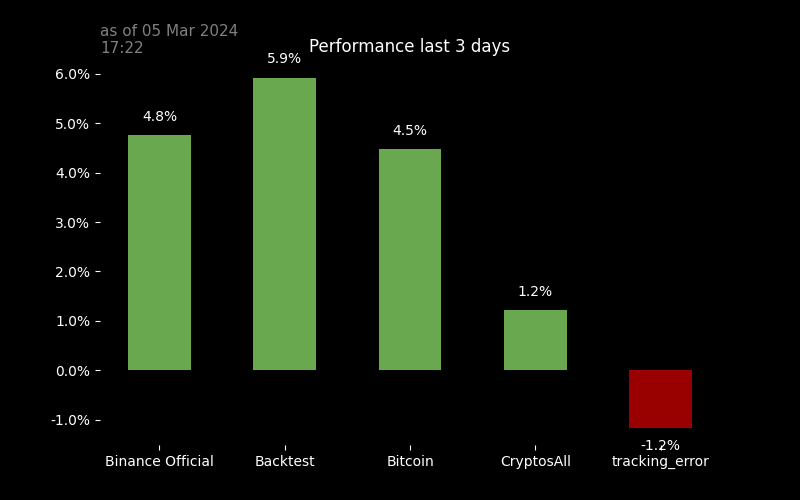 as of 05 Mar 2024
17:22
Performance last 3 days
6.0%
5.0%
4.0%
3.0%
2.0%
1.0%
0.0%
-1.0%
4.8%
5.9%
4.5%
1.2%
-1.2%
Binance Official
Backtest
Bitcoin
CryptosAll
tracking_error